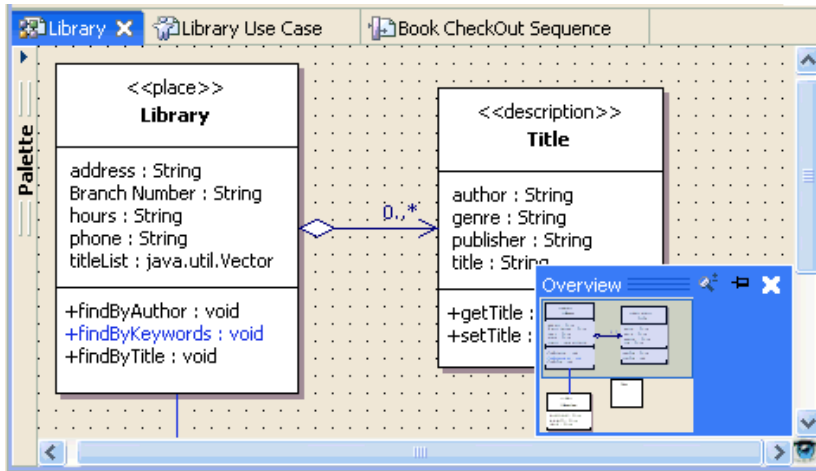 Library
Library Use Case
Book CheckOut Sequence
Palette
<<place>>
Library
address : String
Branch Number : String
hours : String
phone : String
titleList : java.util.Vector
+findByAuthor : void
+findByKeywords : void
+findByTitle : void
0..*
<<description>>
Title
author : String
genre : String
publisher : String
title : String
+getTitle :
+setTitle :
Overview